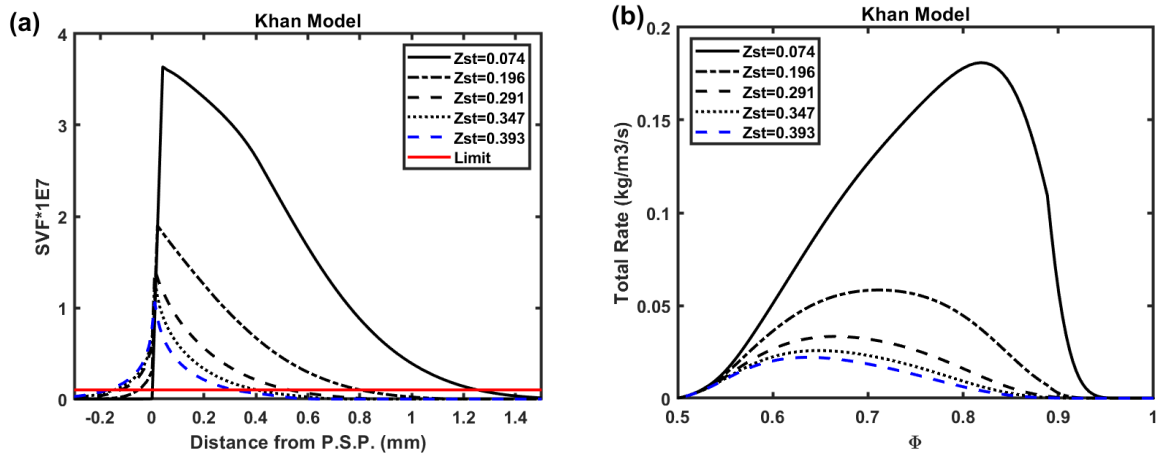 (a)
Khan Model
4
3
2
1
0
SVF*1E7
-0.2
0
0.2
0.4
0.6
0.8
1
1.2
1.4
Distance from P.S.P. (mm)
Zst=0.074
Zst=0.196
Zst=0.291
Zst=0.347
Zst=0.393
Limit
(b)
Khan Model
0.2
0.15
0.1
0.05
0
Total Rate (kg/m3/s)
0.5
0.6
0.7
0.8
0.9
1
Φ
Zst=0.074
Zst=0.196
Zst=0.291
Zst=0.347
Zst=0.393